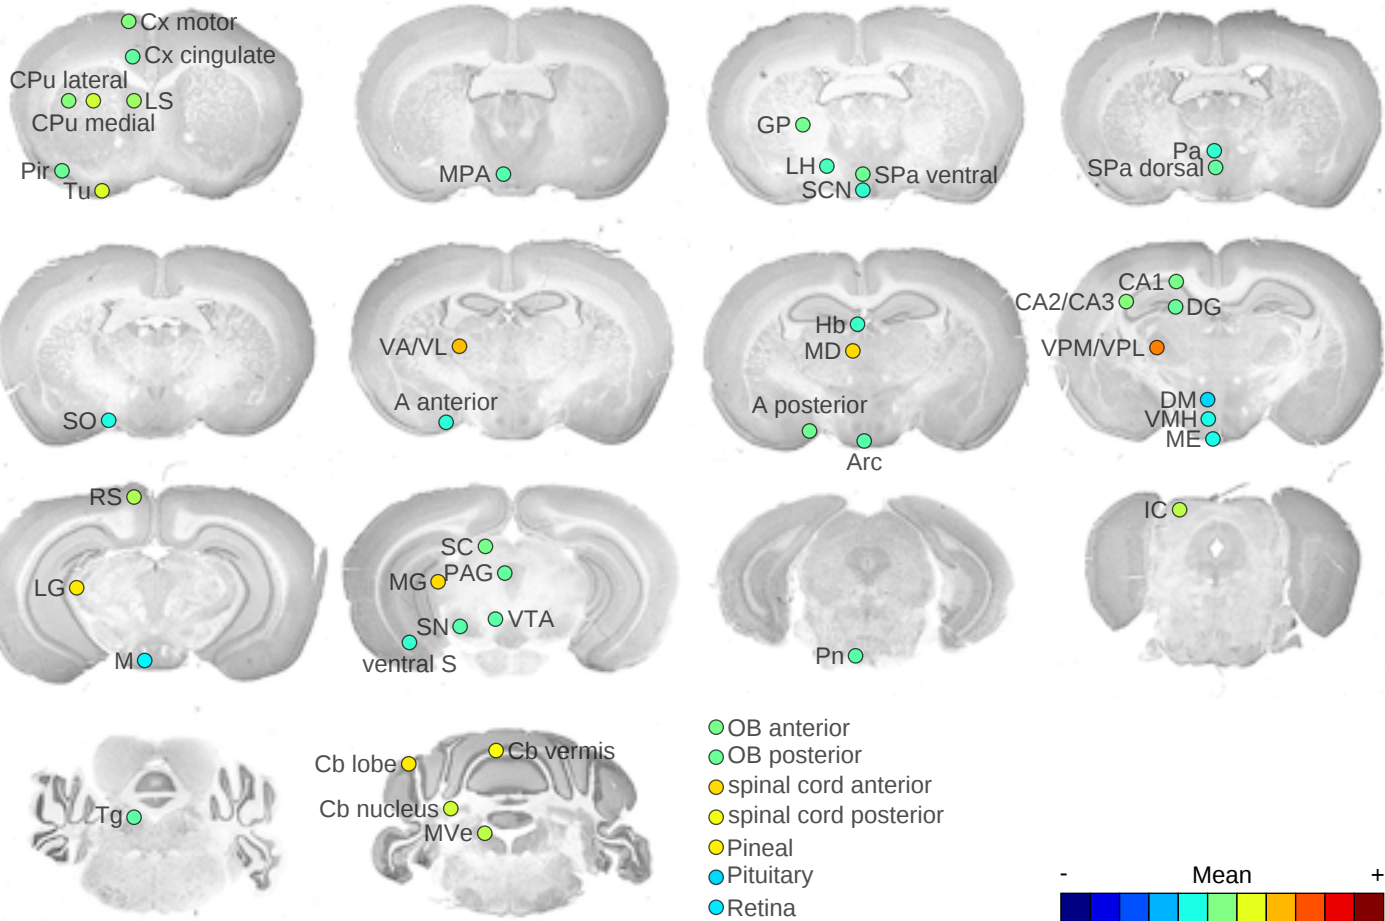 Cx motor
Cx cingulate
CPu lateral
LS
CPu medial
Pir
Tu
MPA
GP
LH
SPa ventral
SCN
Pa
SPa dorsal
SO
VA/VL
A anterior
Hb
MD
A posterior
Arc
CA1
CA2/CA3
DG
VPM/VPL
DM
VMH
ME
RS
LG
M
SC
PAG
MG
VTA
SN
ventral S
Pn
IC
Tg
Cb lobe
Cb vermis
Cb nucleus
MVe
OB anterior
OB posterior
spinal cord anterior
spinal cord posterior
Pineal
Pituitary
Retina
- Mean +